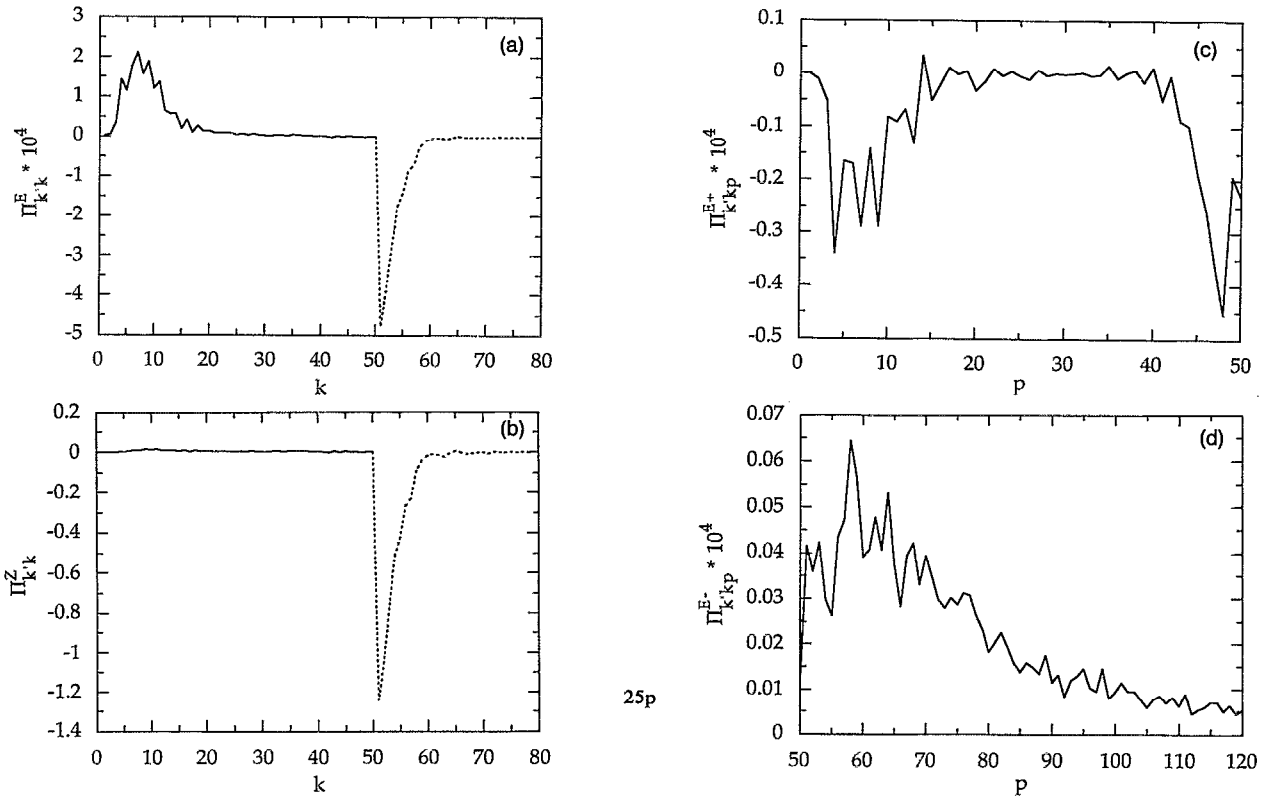 (a)
3
2
1
0
-1
-2
-3
-4
-5
Π^E_{k'k} * 10^4
0 10 20 30 40 50 60 70 80
k
(b)
0.2
0
-0.2
-0.4
-0.6
-0.8
-1
-1.2
-1.4
Π^Z_{k'k}
0 10 20 30 40 50 60 70 80
k
(c)
0.1
0
-0.1
-0.2
-0.3
-0.4
-0.5
Π^{E+}_{k'kp} * 10^4
0 10 20 30 40 50
p
25p
(d)
0.07
0.06
0.05
0.04
0.03
0.02
0.01
0
Π^{E-}_{k'kp} * 10^4
50 60 70 80 90 100 110 120
p